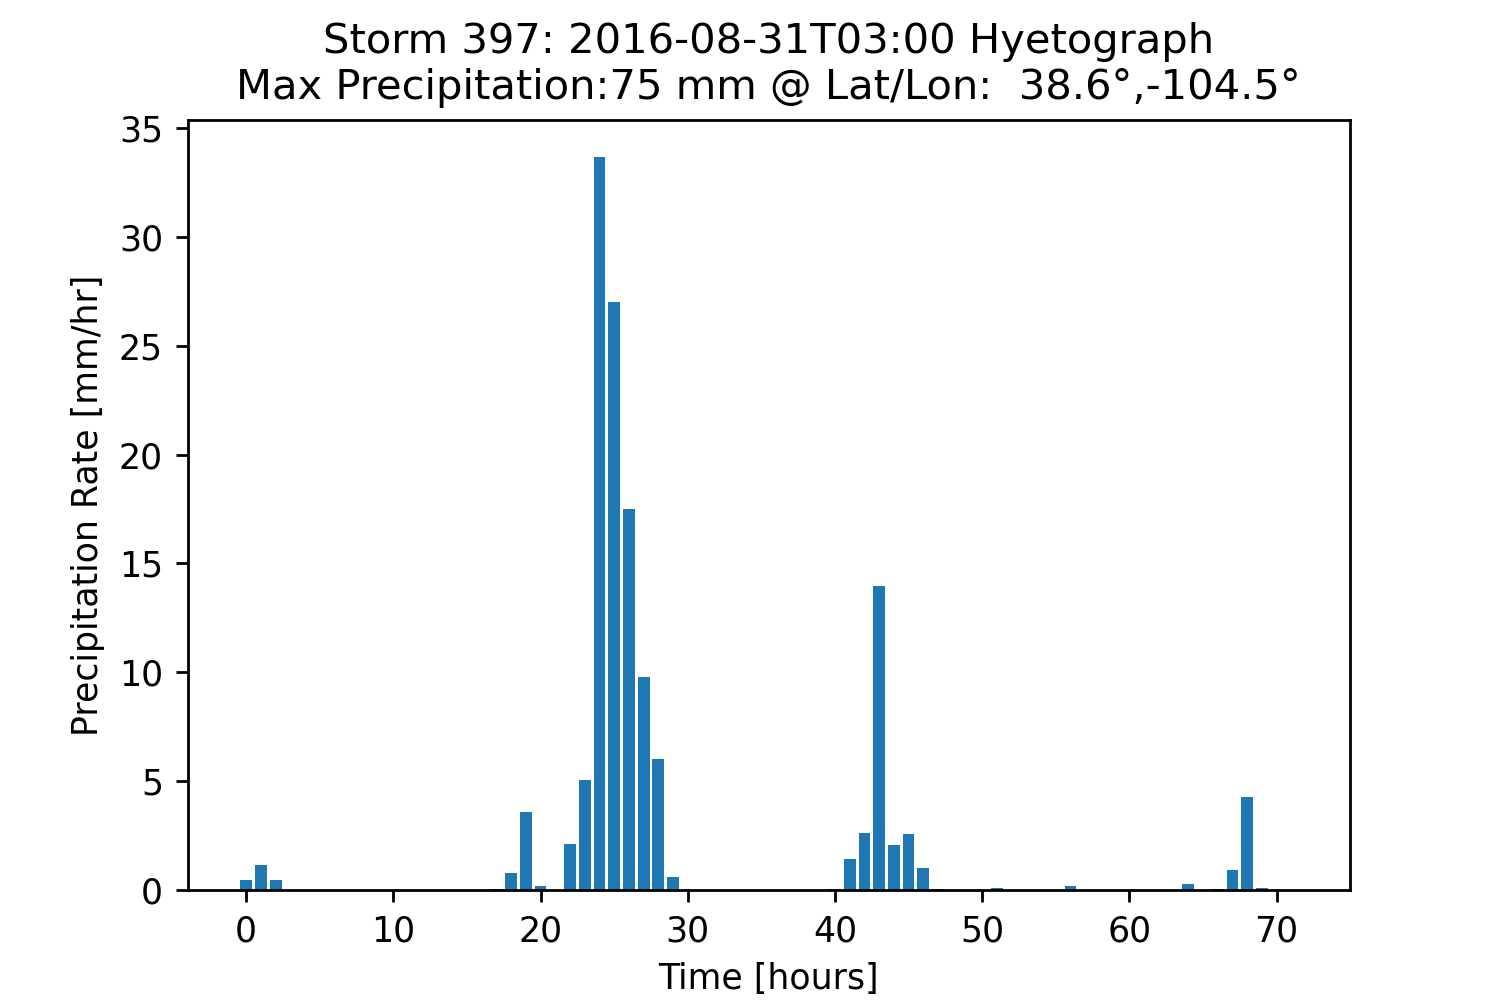 Storm 397: 2016-08-31T03:00 Hyetograph
Max Precipitation:75 mm @ Lat/Lon:  38.6°,-104.5°
35
30
25
20
15
10
5
0
Precipitation Rate [mm/hr]
0 10 20 30 40 50 60 70
Time [hours]